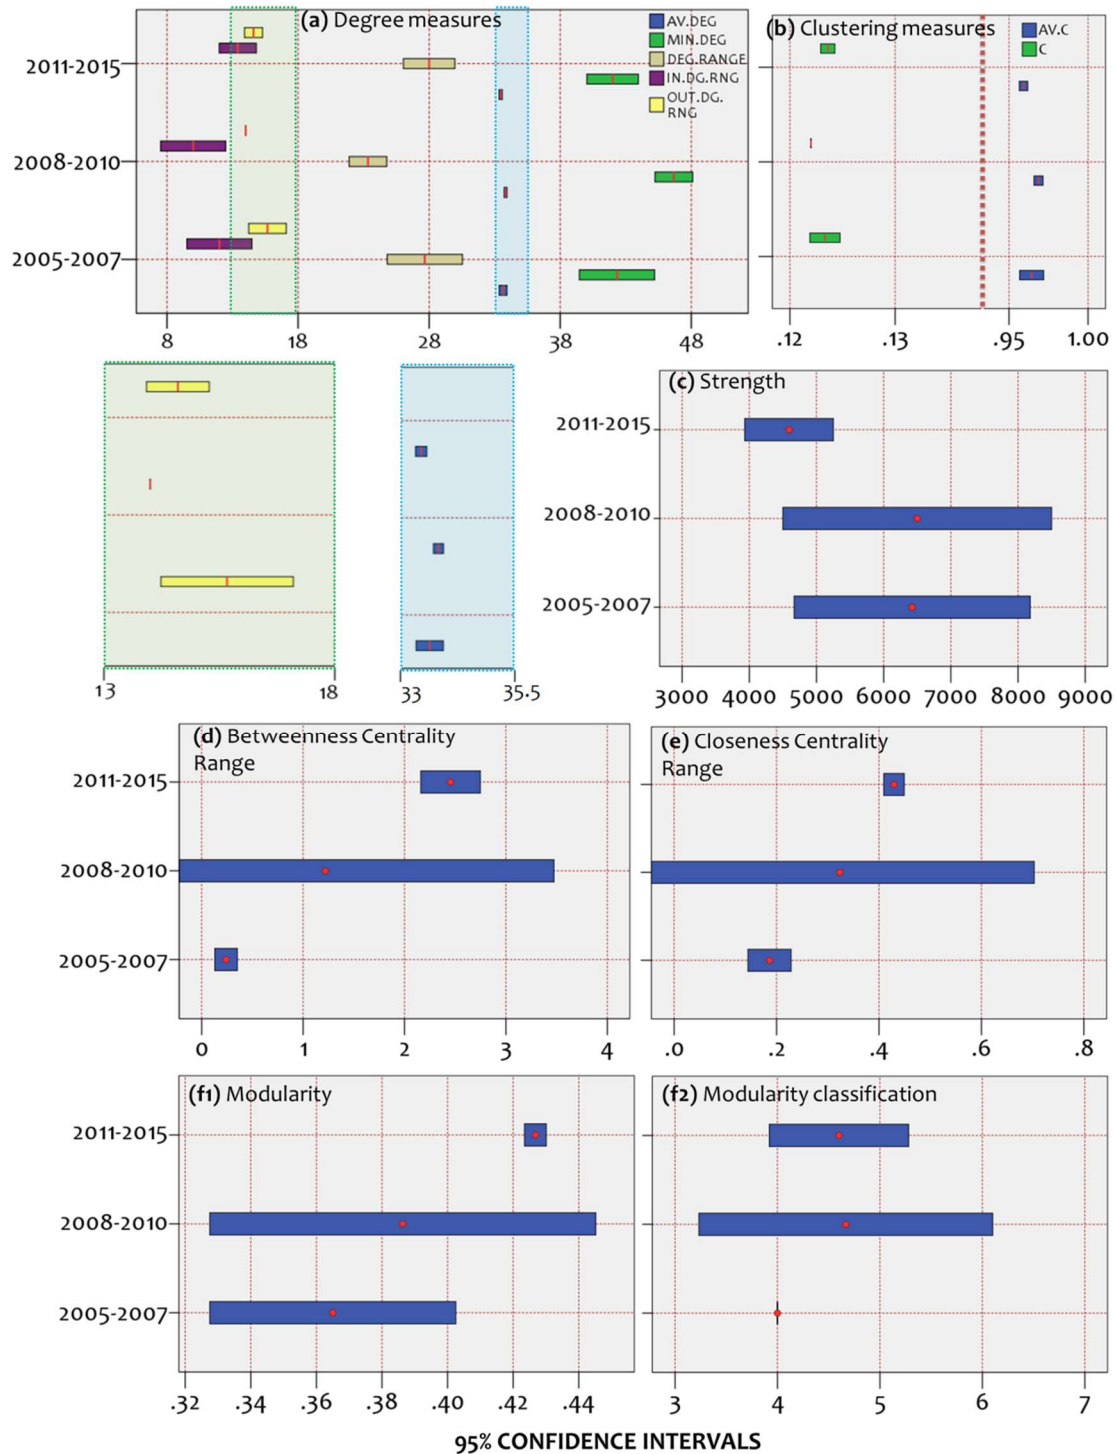 (a) Degree measures
AV.DEG
MIN.DEG
DEG.RANGE
IN.DG.RNG
OUT.DG.
RNG
2011-2015
2008-2010
2005-2007
8 18 28 38 48
(b) Clustering measures
AV.C
C
.12 .13 .95 1.00
13 18
33 35.5
(c) Strength
2011-2015
2008-2010
2005-2007
3000 4000 5000 6000 7000 8000 9000
(d) Betweenness Centrality
Range
2011-2015
2008-2010
2005-2007
0 1 2 3 4
(e) Closeness Centrality
Range
.0 .2 .4 .6 .8
(f1) Modularity
2011-2015
2008-2010
2005-2007
.32 .34 .36 .38 .40 .42 .44
(f2) Modularity classification
3 4 5 6 7
95% CONFIDENCE INTERVALS